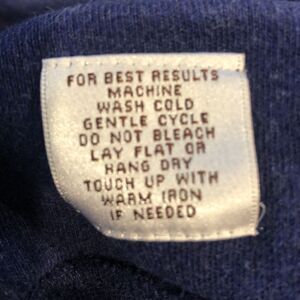 FOR BEST RESULTS
MACHINE
WASH COLD
GENTLE CYCLE
DO NOT BLEACH
LAY FLAT OR
HANG DRY
TOUCH UP WITH
WARM IRON
IF NEEDED